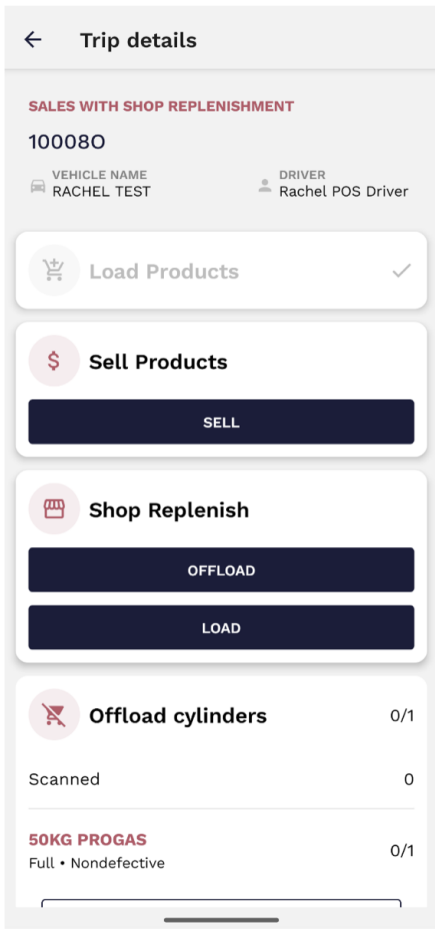 Trip details
SALES WITH SHOP REPLENISHMENT
10008O
VEHICLE NAME
RACHEL TEST
DRIVER
Rachel POS Driver
Load Products
$ Sell Products
SELL
Shop Replenish
OFFLOAD
LOAD
Offload cylinders 0/1
Scanned 0
50KG PROGAS
Full • Nondefective
0/1